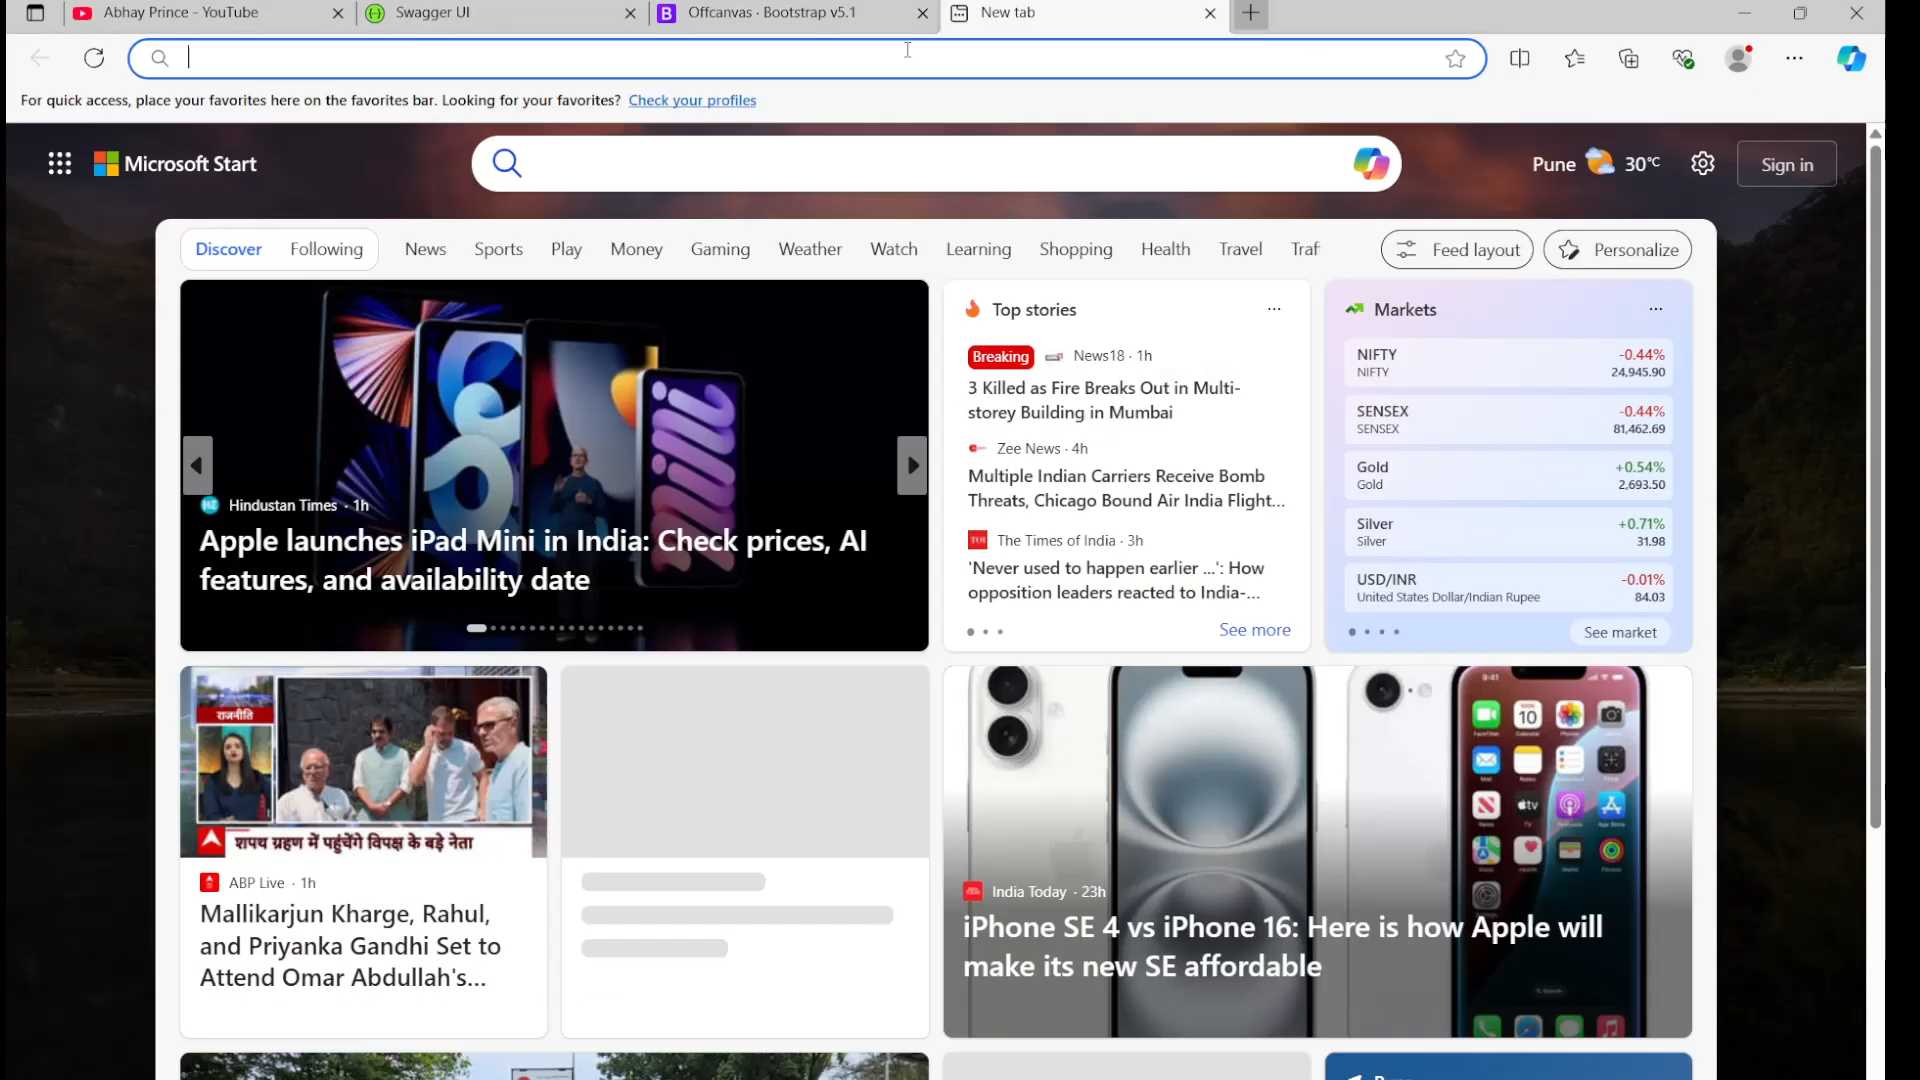 Abhay Prince - YouTube
Swagger UI
Offcanvas · Bootstrap v5.1
New tab
For quick access, place your favorites here on the favorites bar. Looking for your favorites? Check your profiles
Microsoft Start
Pune 30°C
Sign in
Discover
Following
News
Sports
Play
Money
Gaming
Weather
Watch
Learning
Shopping
Health
Travel
Traf
Feed layout
Personalize
Hindustan Times · 1h
Apple launches iPad Mini in India: Check prices, AI
features, and availability date
Top stories
Breaking News18 · 1h
3 Killed as Fire Breaks Out in Multi-
storey Building in Mumbai
Zee News · 4h
Multiple Indian Carriers Receive Bomb
Threats, Chicago Bound Air India Flight...
The Times of India · 3h
'Never used to happen earlier ...': How
opposition leaders reacted to India-...
See more
Markets
NIFTY -0.44%
NIFTY 24,945.90
SENSEX -0.44%
SENSEX 81,462.69
Gold +0.54%
Gold 2,693.50
Silver +0.71%
Silver 31.98
USD/INR -0.01%
United States Dollar/Indian Rupee 84.03
See market
राजनीति
शपथ ग्रहण में पहुंचेंगे विपक्ष के बड़े नेता
ABP Live · 1h
Mallikarjun Kharge, Rahul,
and Priyanka Gandhi Set to
Attend Omar Abdullah's...
9:41
10
tv
India Today · 23h
iPhone SE 4 vs iPhone 16: Here is how Apple will
make its new SE affordable